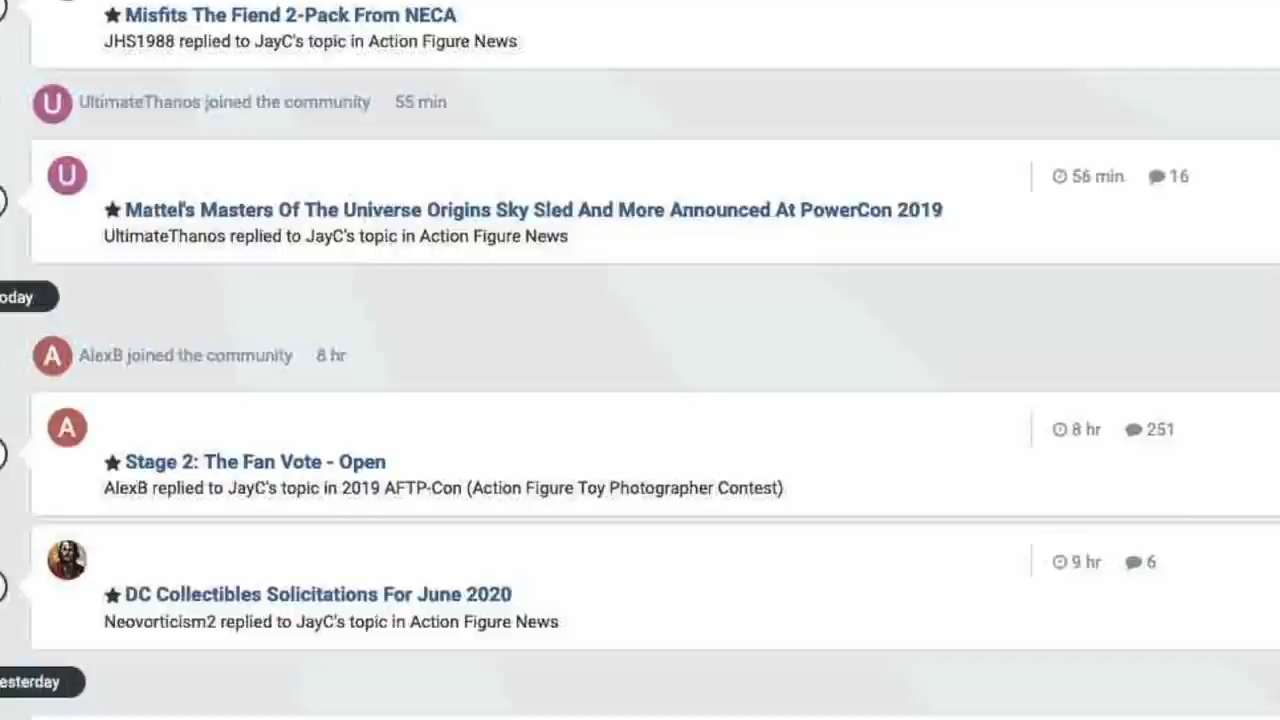 ★ Misfits The Fiend 2-Pack From NECA
JHS1988 replied to JayC's topic in Action Figure News
U UltimateThanos joined the community 55 min
U
56 min 16
★ Mattel's Masters Of The Universe Origins Sky Sled And More Announced At PowerCon 2019
UltimateThanos replied to JayC's topic in Action Figure News
oday
A AlexB joined the community 8 hr
A
8 hr 251
★ Stage 2: The Fan Vote - Open
AlexB replied to JayC's topic in 2019 AFTP-Con (Action Figure Toy Photographer Contest)
9 hr 6
★ DC Collectibles Solicitations For June 2020
Neovorticism2 replied to JayC's topic in Action Figure News
esterday